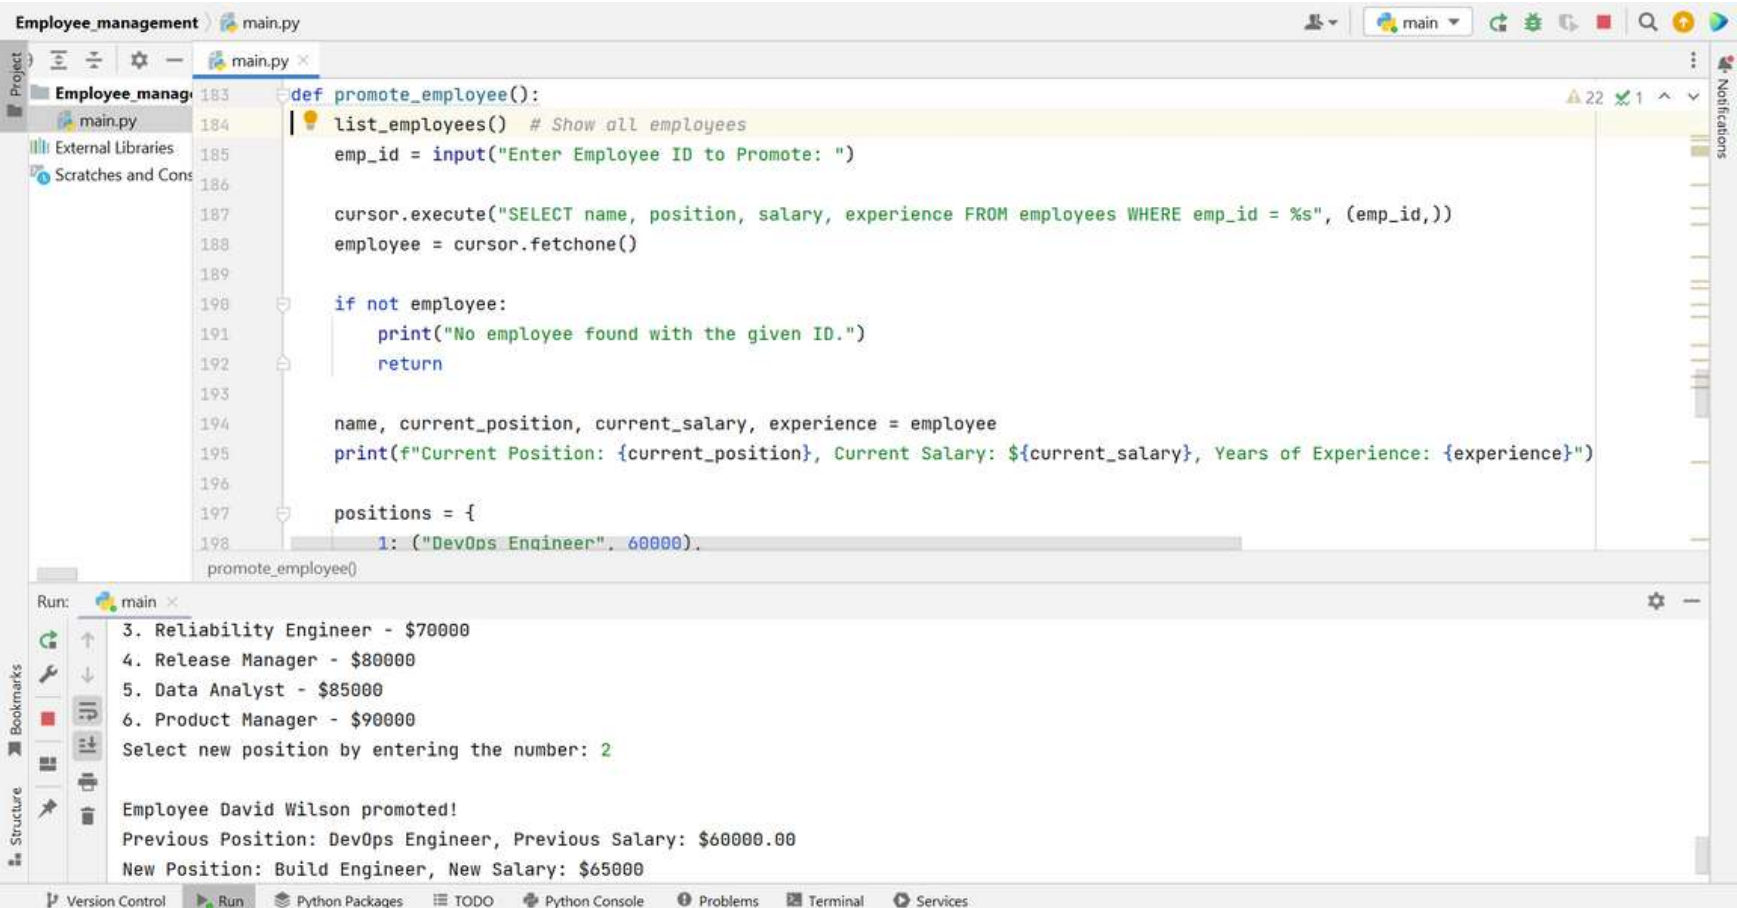 Employee_management main.py
main
Project
main.py
Employee_manag
main.py
External Libraries
Scratches and Cons
183 def promote_employee():
184 list_employees() # Show all employees
185 emp_id = input("Enter Employee ID to Promote: ")
186
187 cursor.execute("SELECT name, position, salary, experience FROM employees WHERE emp_id = %s", (emp_id,))
188 employee = cursor.fetchone()
189
190 if not employee:
191 print("No employee found with the given ID.")
192 return
193
194 name, current_position, current_salary, experience = employee
195 print(f"Current Position: {current_position}, Current Salary: ${current_salary}, Years of Experience: {experience}")
196
197 positions = {
198 1: ("DevOps Engineer", 60000),
22 1
Notifications
promote_employee()
Run: main
3. Reliability Engineer - $70000
4. Release Manager - $80000
5. Data Analyst - $85000
6. Product Manager - $90000
Select new position by entering the number: 2
Employee David Wilson promoted!
Previous Position: DevOps Engineer, Previous Salary: $60000.00
New Position: Build Engineer, New Salary: $65000
Bookmarks
Structure
Version Control Run Python Packages TODO Python Console Problems Terminal Services